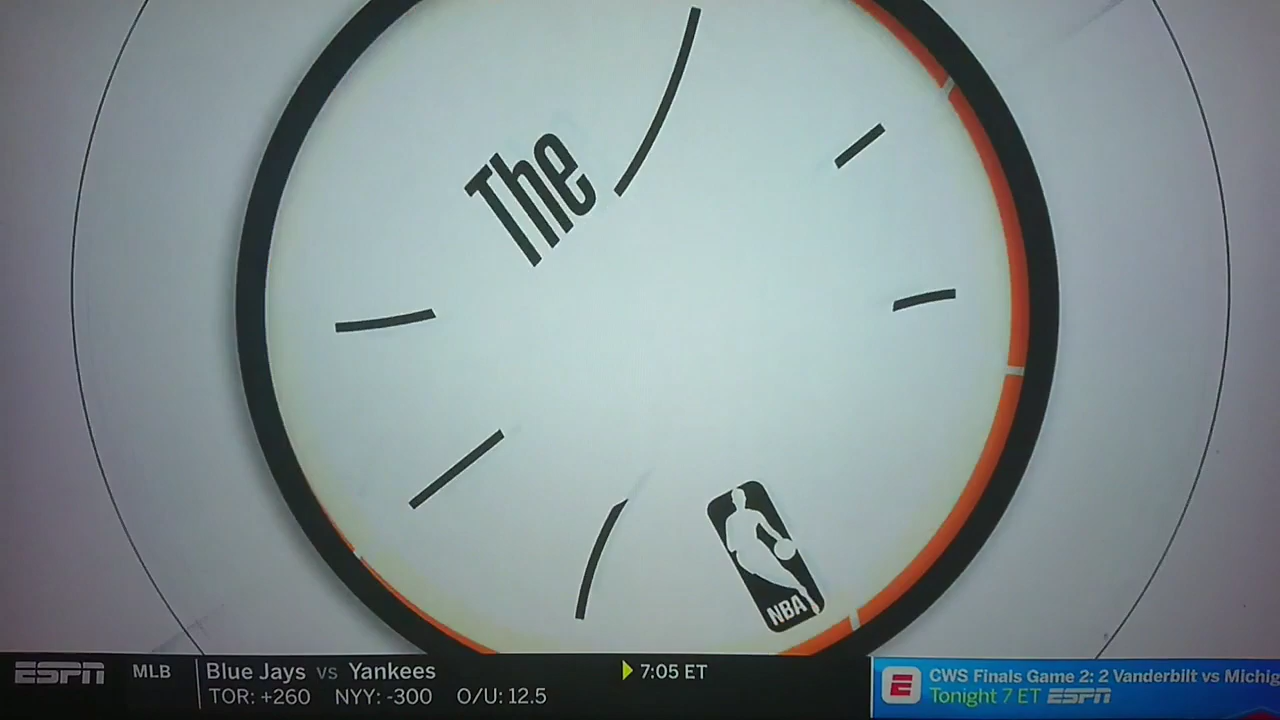 The
NBA
ESPN
MLB
Blue Jays vs Yankees
7:05 ET
TOR: +260 NYY: -300 O/U: 12.5
CWS Finals Game 2: 2 Vanderbilt vs Michig
Tonight 7 ET ESPN